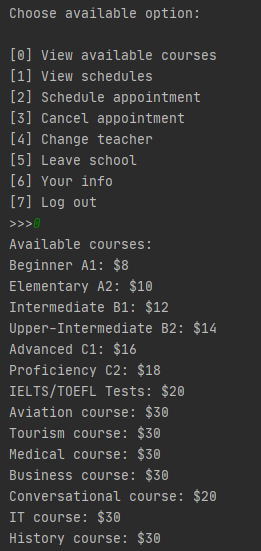 Choose available option:
[0] View available courses
[1] View schedules
[2] Schedule appointment
[3] Cancel appointment
[4] Change teacher
[5] Leave school
[6] Your info
[7] Log out
>>>0
Available courses:
Beginner A1: $8
Elementary A2: $10
Intermediate B1: $12
Upper-Intermediate B2: $14
Advanced C1: $16
Proficiency C2: $18
IELTS/TOEFL Tests: $20
Aviation course: $30
Tourism course: $30
Medical course: $30
Business course: $30
Conversational course: $20
IT course: $30
History course: $30